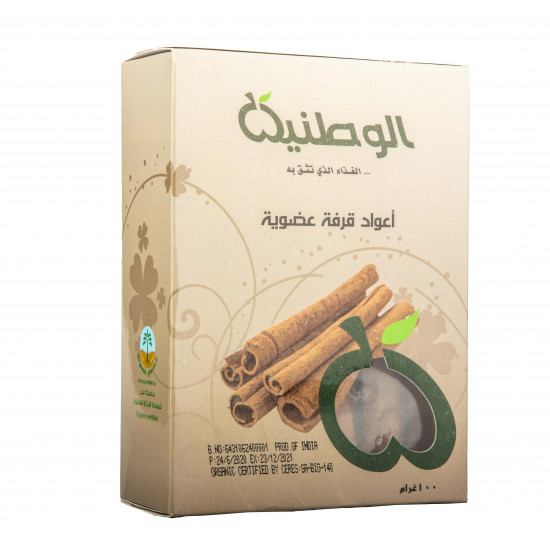 الوطنية
... الغذاء الذي تثق به
أعواد قرفة عضوية
B.NO:6431062400001 PROD.OF INDIA
P:24/6/2020 EX:23/12/2021
ORGANIC CERTIFIED BY CERES:SA-BIO-140
١٠٠ غرام